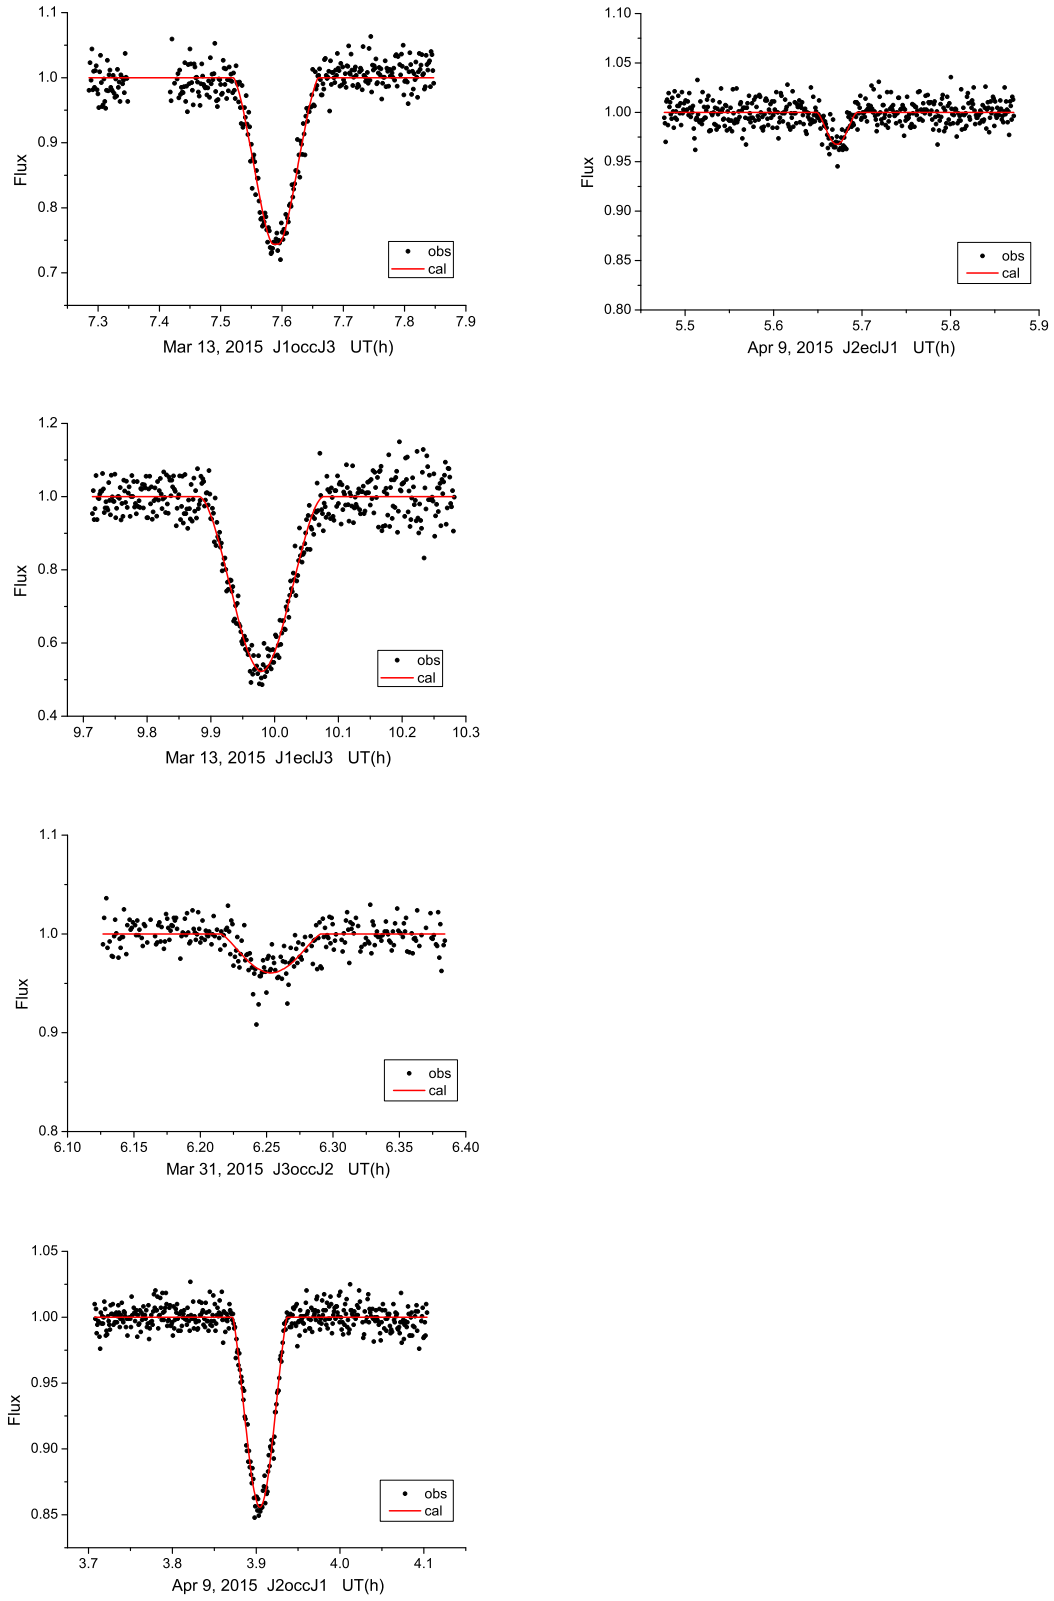 1.1
1.0
0.9
0.8
0.7
Flux
obs
cal
7.3 7.4 7.5 7.6 7.7 7.8 7.9
Mar 13, 2015 J1occJ3 UT(h)
1.10
1.05
1.00
0.95
0.90
0.85
0.80
Flux
obs
cal
5.5 5.6 5.7 5.8 5.9
Apr 9, 2015 J2eclJ1 UT(h)
1.2
1.0
0.8
0.6
0.4
Flux
obs
cal
9.7 9.8 9.9 10.0 10.1 10.2 10.3
Mar 13, 2015 J1eclJ3 UT(h)
1.1
1.0
0.9
0.8
Flux
obs
cal
6.10 6.15 6.20 6.25 6.30 6.35 6.40
Mar 31, 2015 J3occJ2 UT(h)
1.05
1.00
0.95
0.90
0.85
Flux
obs
cal
3.7 3.8 3.9 4.0 4.1
Apr 9, 2015 J2occJ1 UT(h)